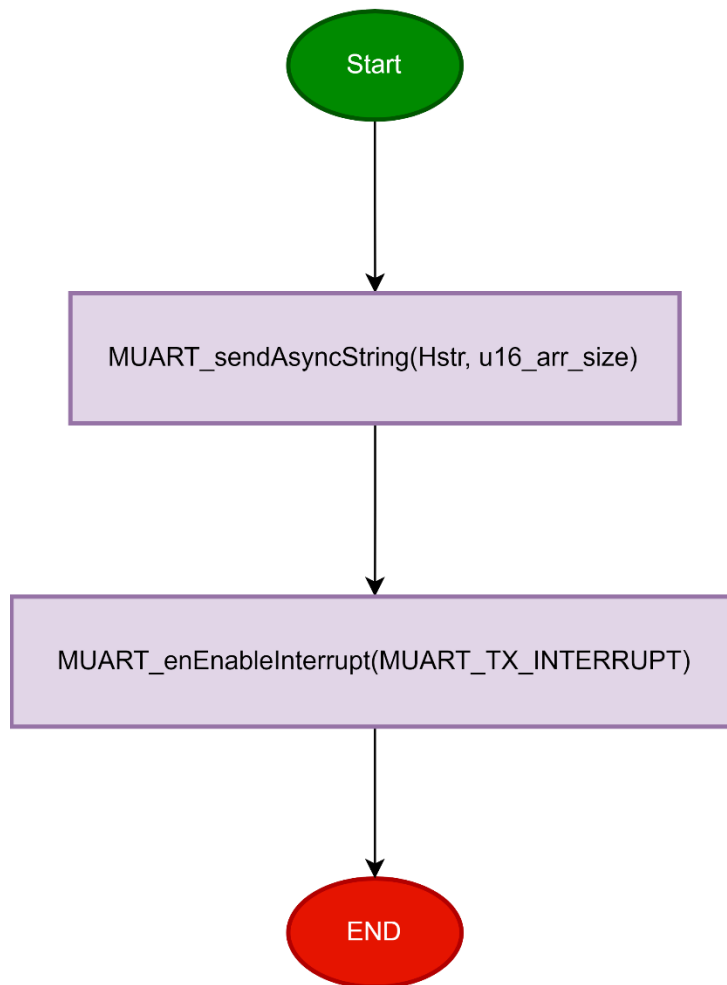 Start
MUART_sendAsyncString(Hstr, u16_arr_size)
MUART_enEnableInterrupt(MUART_TX_INTERRUPT)
END